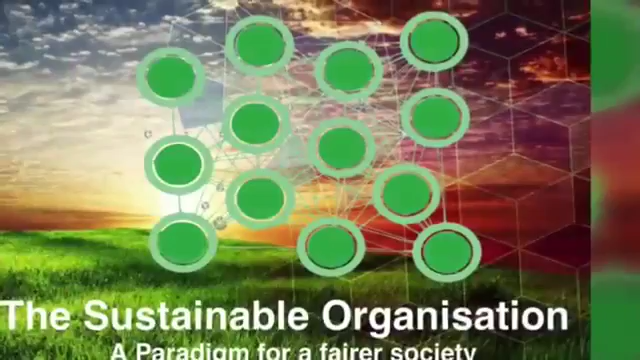 The Sustainable Organisation
A Paradigm for a fairer society